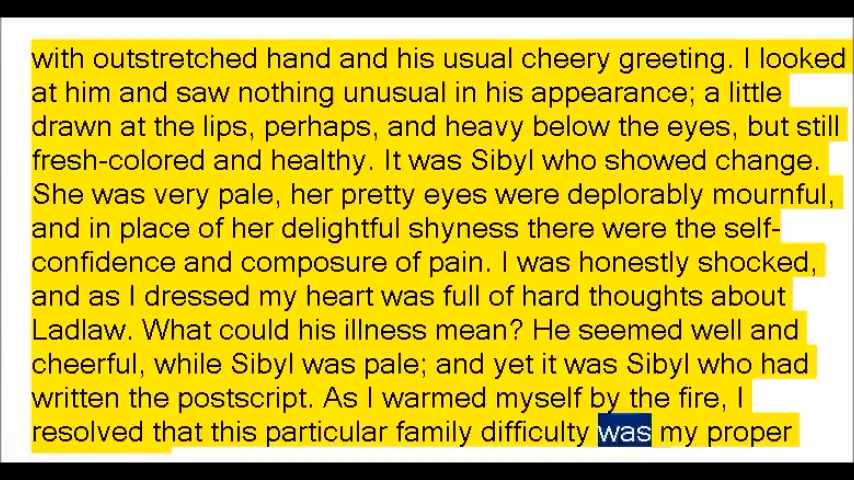 with outstretched hand and his usual cheery greeting. I looked
at him and saw nothing unusual in his appearance; a little
drawn at the lips, perhaps, and heavy below the eyes, but still
fresh-colored and healthy. It was Sibyl who showed change.
She was very pale, her pretty eyes were deplorably mournful,
and in place of her delightful shyness there were the self-
confidence and composure of pain. I was honestly shocked,
and as I dressed my heart was full of hard thoughts about
Ladlaw. What could his illness mean? He seemed well and
cheerful, while Sibyl was pale; and yet it was Sibyl who had
written the postscript. As I warmed myself by the fire, I
resolved that this particular family difficulty was my proper